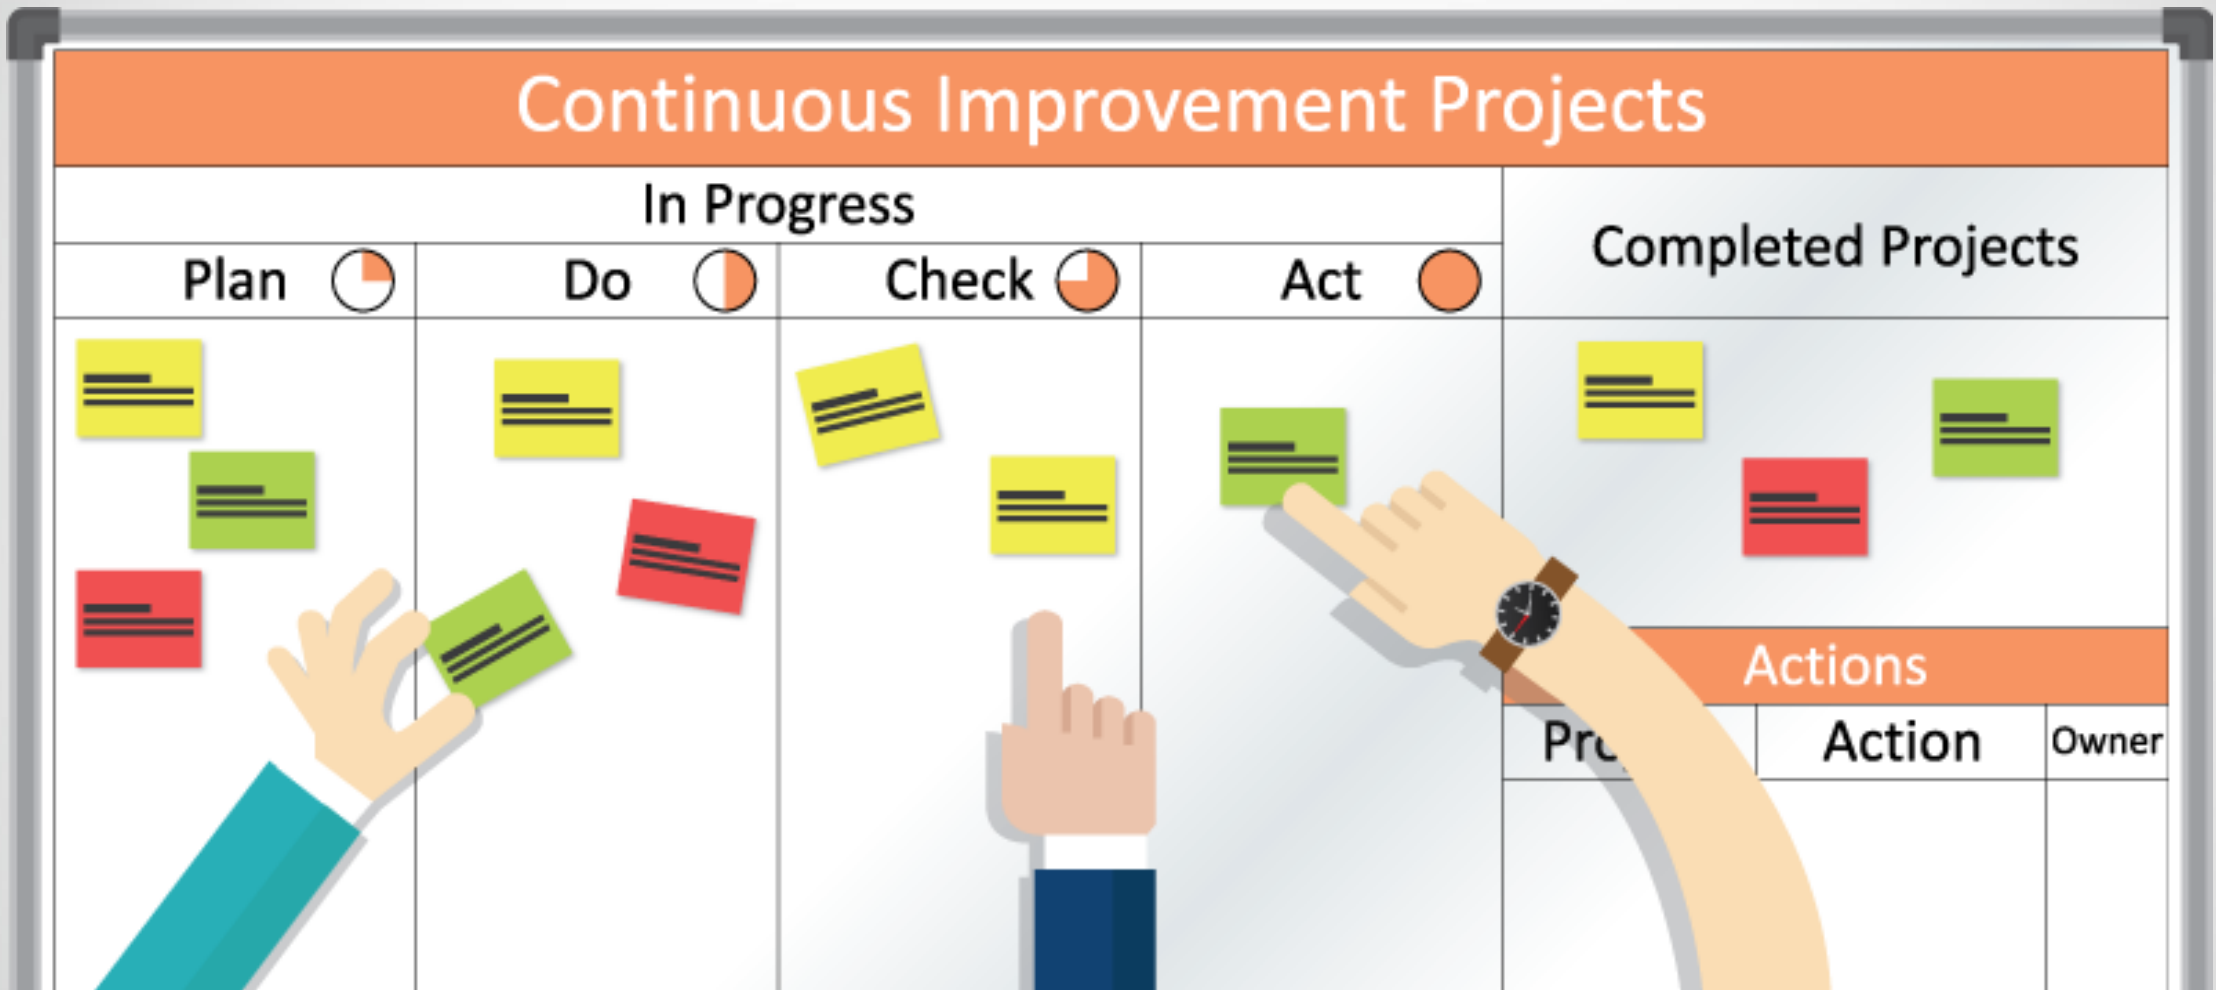 Continuous Improvement Projects
In Progress
Completed Projects
Plan
Do
Check
Act
Actions
Action
Owner